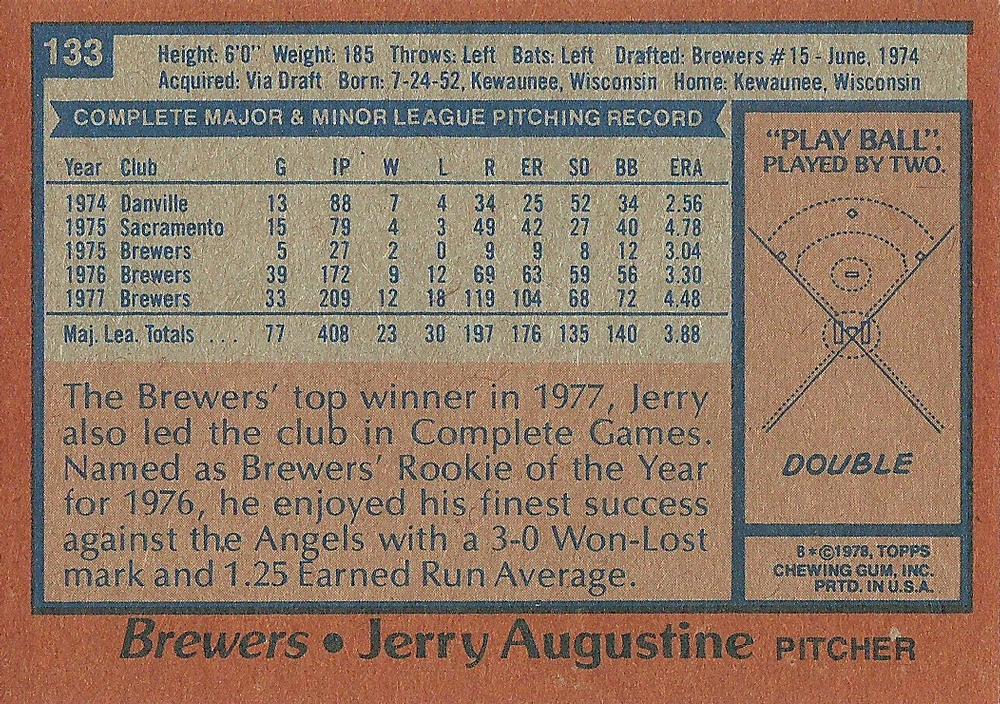 133
Height: 6'0" Weight: 185 Throws: Left Bats: Left Drafted: Brewers #15 - June, 1974
Acquired: Via Draft Born: 7-24-52, Kewaunee, Wisconsin Home: Kewaunee, Wisconsin
COMPLETE MAJOR & MINOR LEAGUE PITCHING RECORD
Year Club G IP W L R ER SO BB ERA
1974 Danville 13 88 7 4 34 25 52 34 2.56
1975 Sacramento 15 79 4 3 49 42 27 40 4.78
1975 Brewers 5 27 2 0 9 9 8 12 3.04
1976 Brewers 39 172 9 12 69 63 59 56 3.30
1977 Brewers 33 209 12 18 119 104 68 72 4.48
Maj. Lea. Totals .... 77 408 23 30 197 176 135 140 3.88
The Brewers' top winner in 1977, Jerry
also led the club in Complete Games.
Named as Brewers' Rookie of the Year
for 1976, he enjoyed his finest success
against the Angels with a 3-0 Won-Lost
mark and 1.25 Earned Run Average.
"PLAY BALL".
PLAYED BY TWO.
DOUBLE
B*©1978, TOPPS
CHEWING GUM, INC.
PRTD. IN U.S.A.
Brewers • Jerry Augustine PITCHER